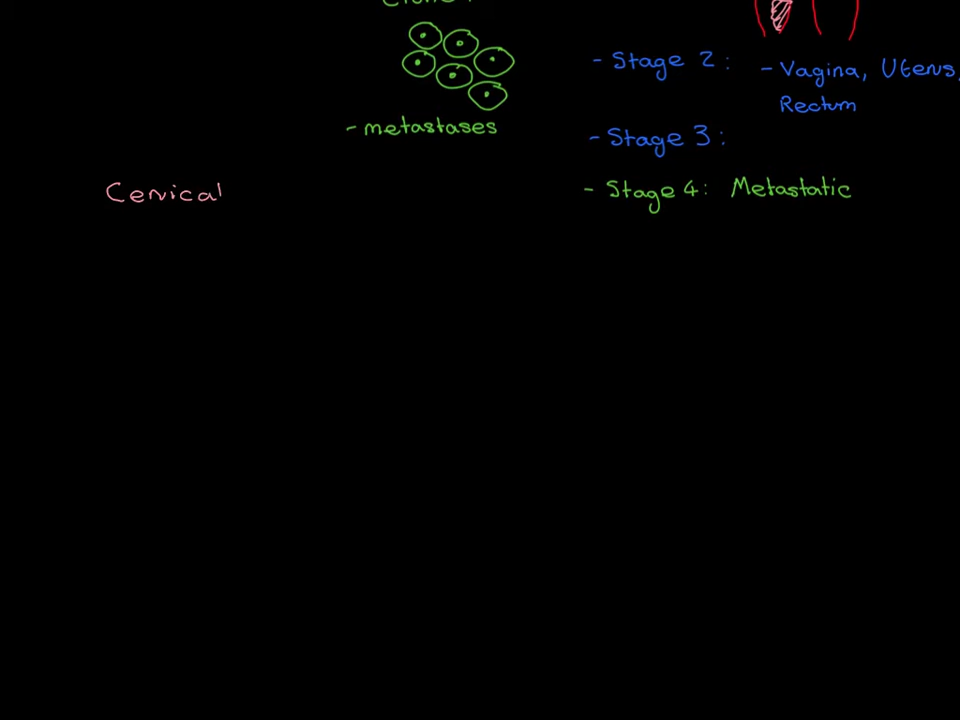 - metastases
Cervical
- Stage 2: - Vagina, Uterus,
Rectum
- Stage 3:
- Stage 4: Metastatic